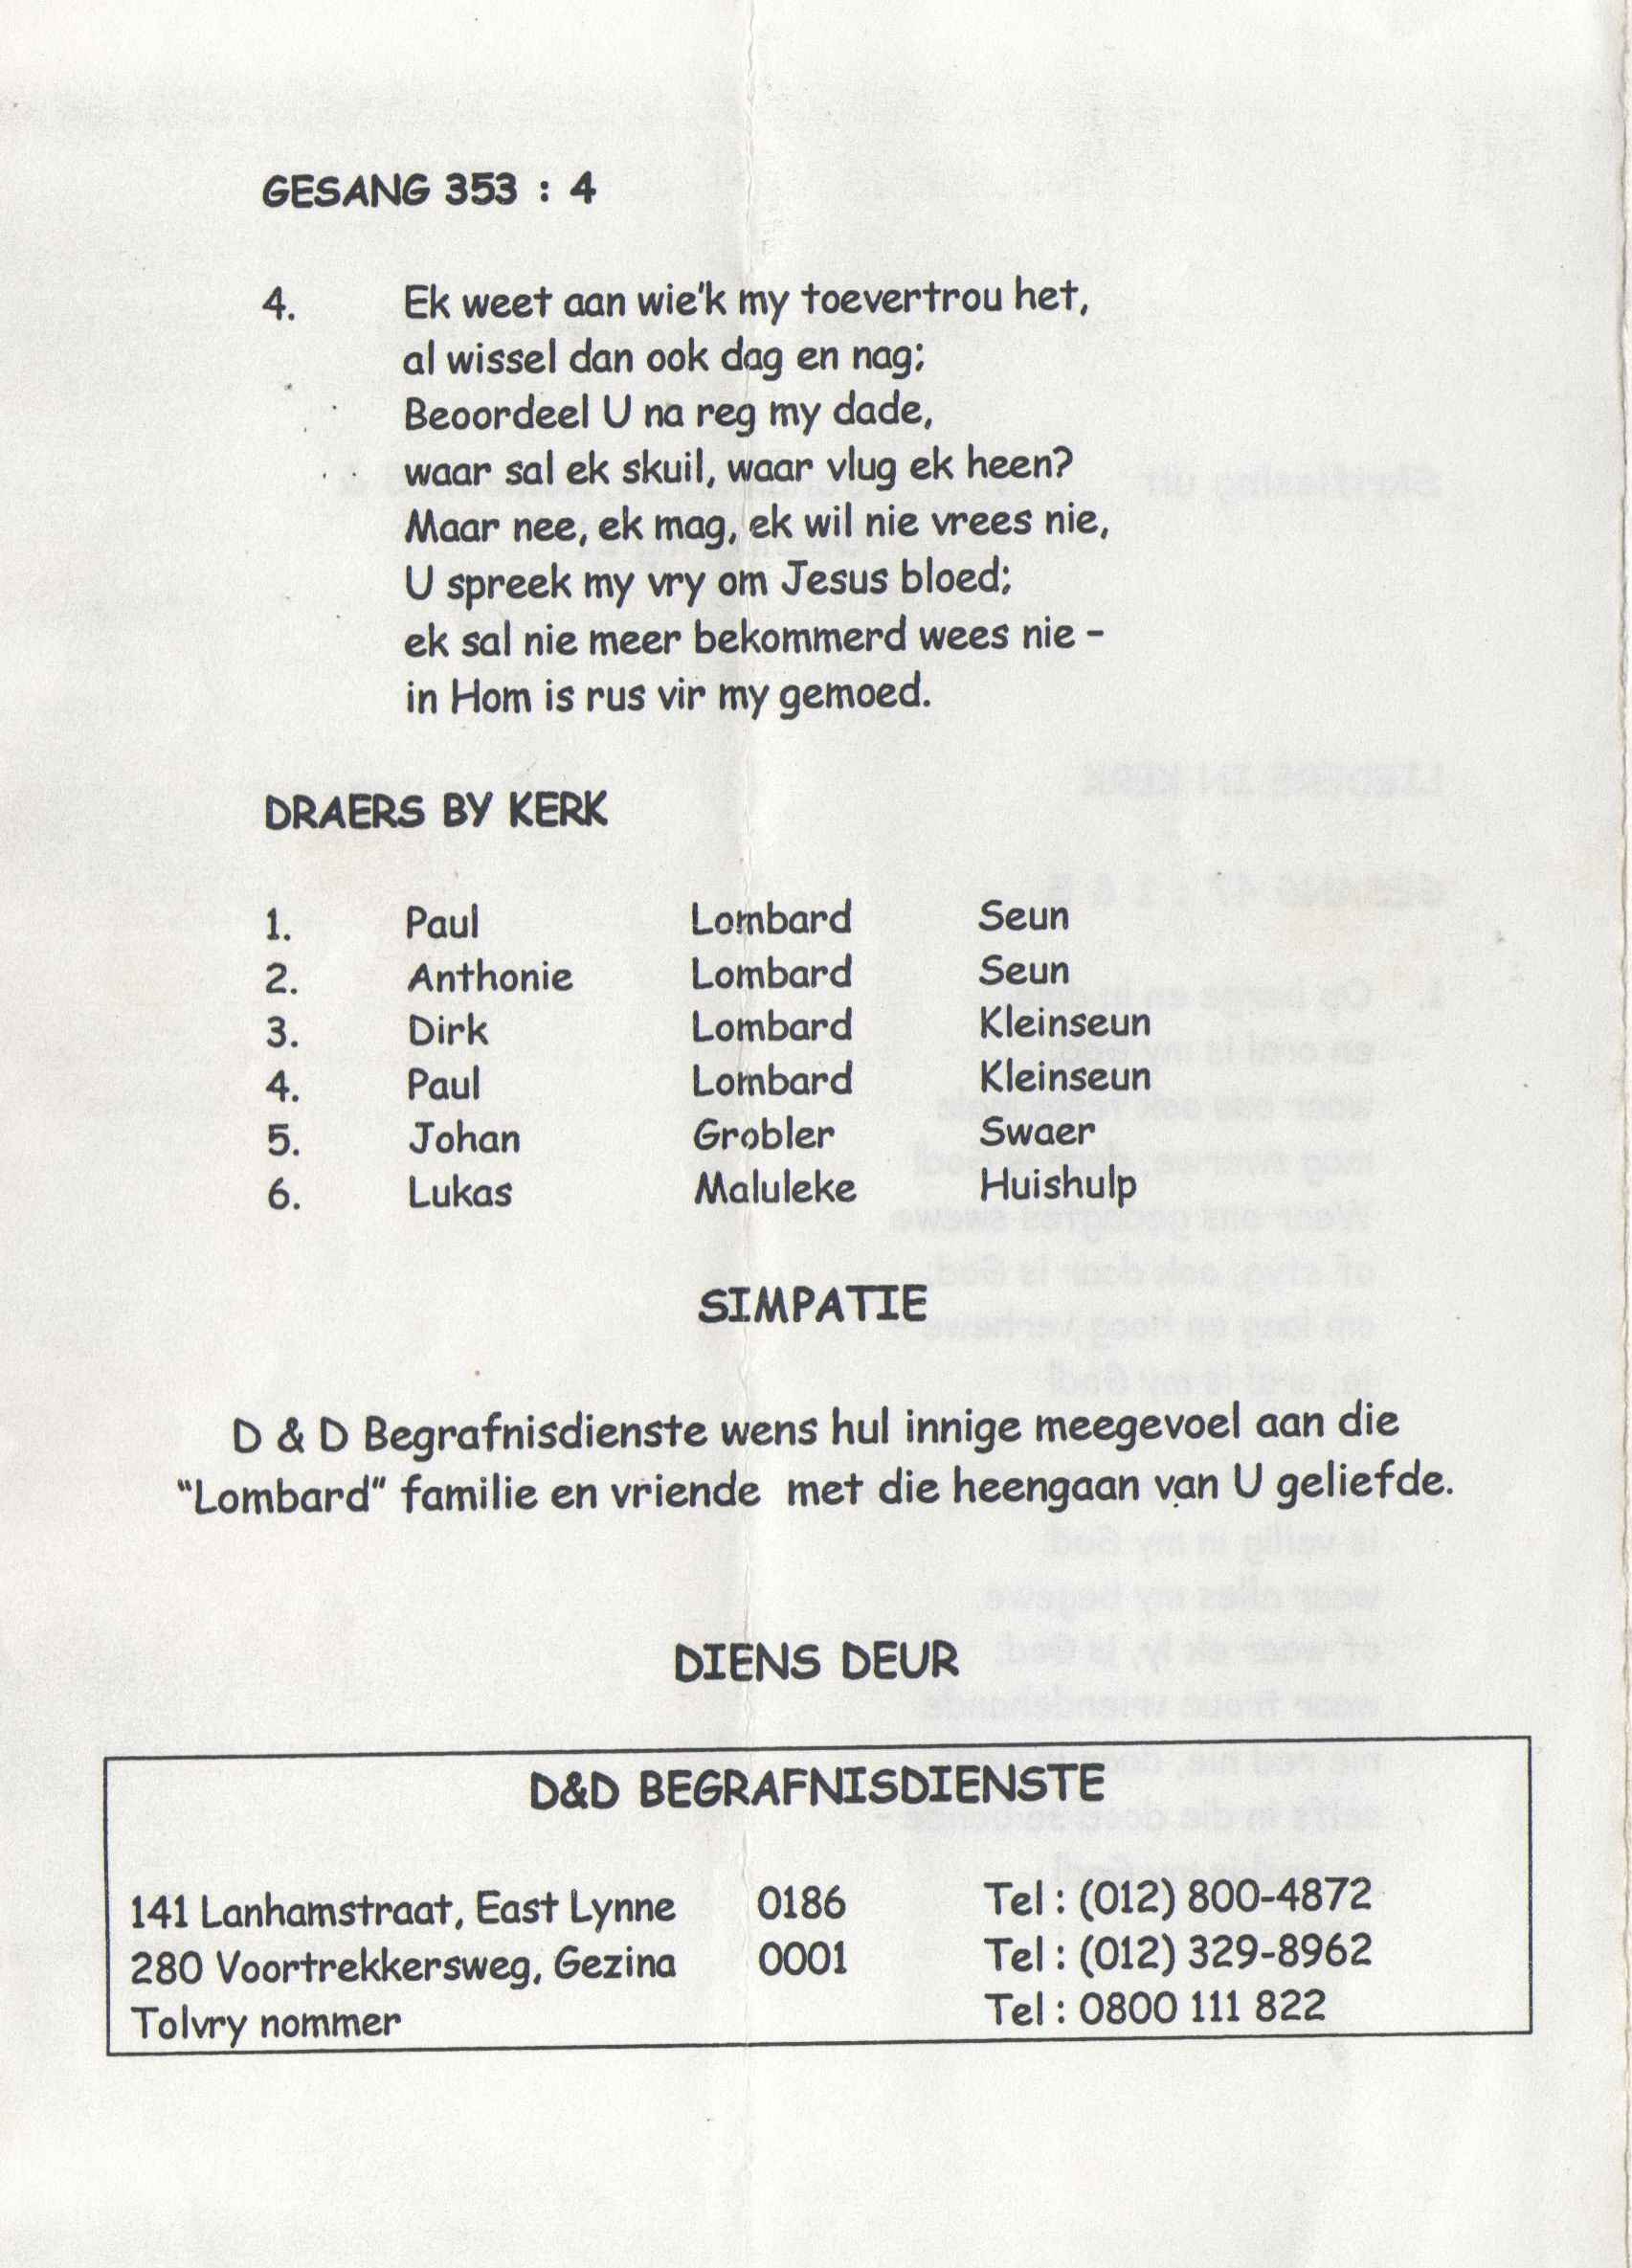 GESANG 353 : 4
4. Ek weet aan wie'k my toevertrou het,
al wissel dan ook dag en nag;
Beoordeel U na reg my dade,
waar sal ek skuil, waar vlug ek heen?
Maar nee, ek mag, ek wil nie vrees nie,
U spreek my vry om Jesus bloed;
ek sal nie meer bekommerd wees nie -
in Hom is rus vir my gemoed.
DRAERS BY KERK
1. Paul Lombard Seun
2. Anthonie Lombard Seun
3. Dirk Lombard Kleinseun
4. Paul Lombard Kleinseun
5. Johan Grobler Swaer
6. Lukas Maluleke Huishulp
SIMPATIE
D & D Begrafnisdienste wens hul innige meegevoel aan die
"Lombard" familie en vriende met die heengaan van U geliefde.
DIENS DEUR
D&D BEGRAFNISDIENSTE
141 Lanhamstraat, East Lynne 0186 Tel : (012) 800-4872
280 Voortrekkersweg, Gezina 0001 Tel : (012) 329-8962
Tolvry nommer Tel : 0800 111 822